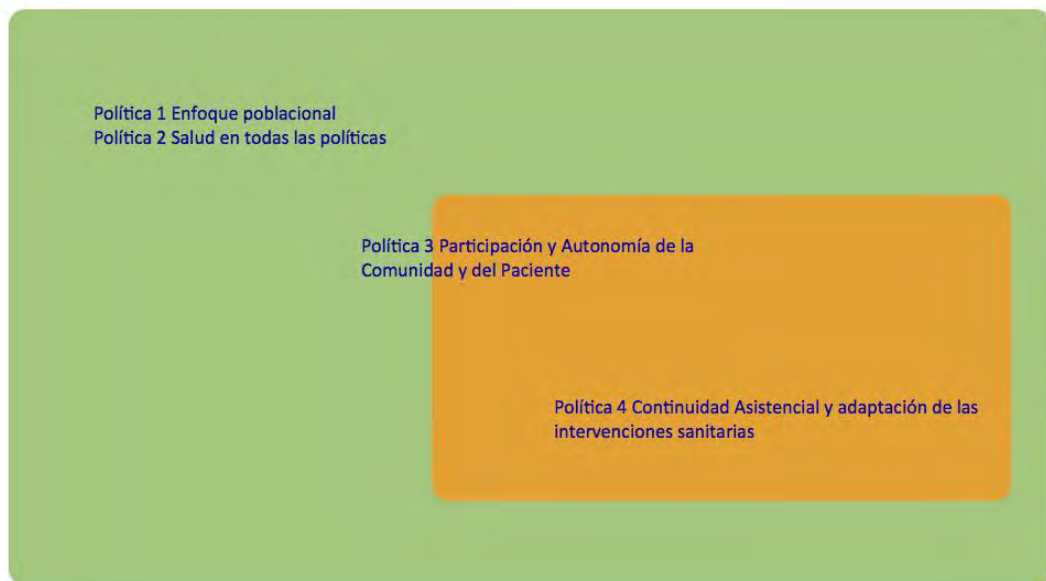 Política 1 Enfoque poblacional
Política 2 Salud en todas las políticas
Política 3 Participación y Autonomía de la
Comunidad y del Paciente
Política 4 Continuidad Asistencial y adaptación de las
intervenciones sanitarias